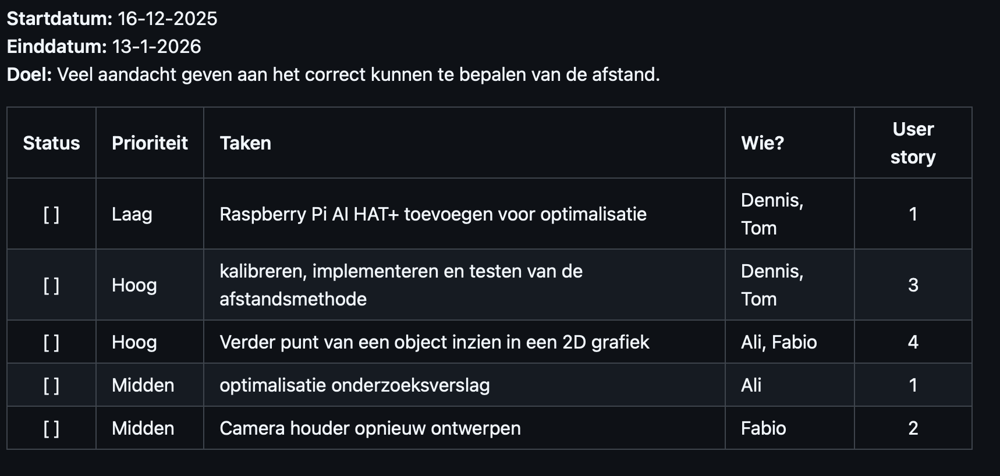 Startdatum: 16-12-2025
Einddatum: 13-1-2026
Doel: Veel aandacht geven aan het correct kunnen te bepalen van de afstand.
Status Prioriteit Taken Wie? User story
[ ] Laag Raspberry Pi AI HAT+ toevoegen voor optimalisatie Dennis, Tom 1
[ ] Hoog kalibreren, implementeren en testen van de afstandsmethode Dennis, Tom 3
[ ] Hoog Verder punt van een object inzien in een 2D grafiek Ali, Fabio 4
[ ] Midden optimalisatie onderzoeksverslag Ali 1
[ ] Midden Camera houder opnieuw ontwerpen Fabio 2